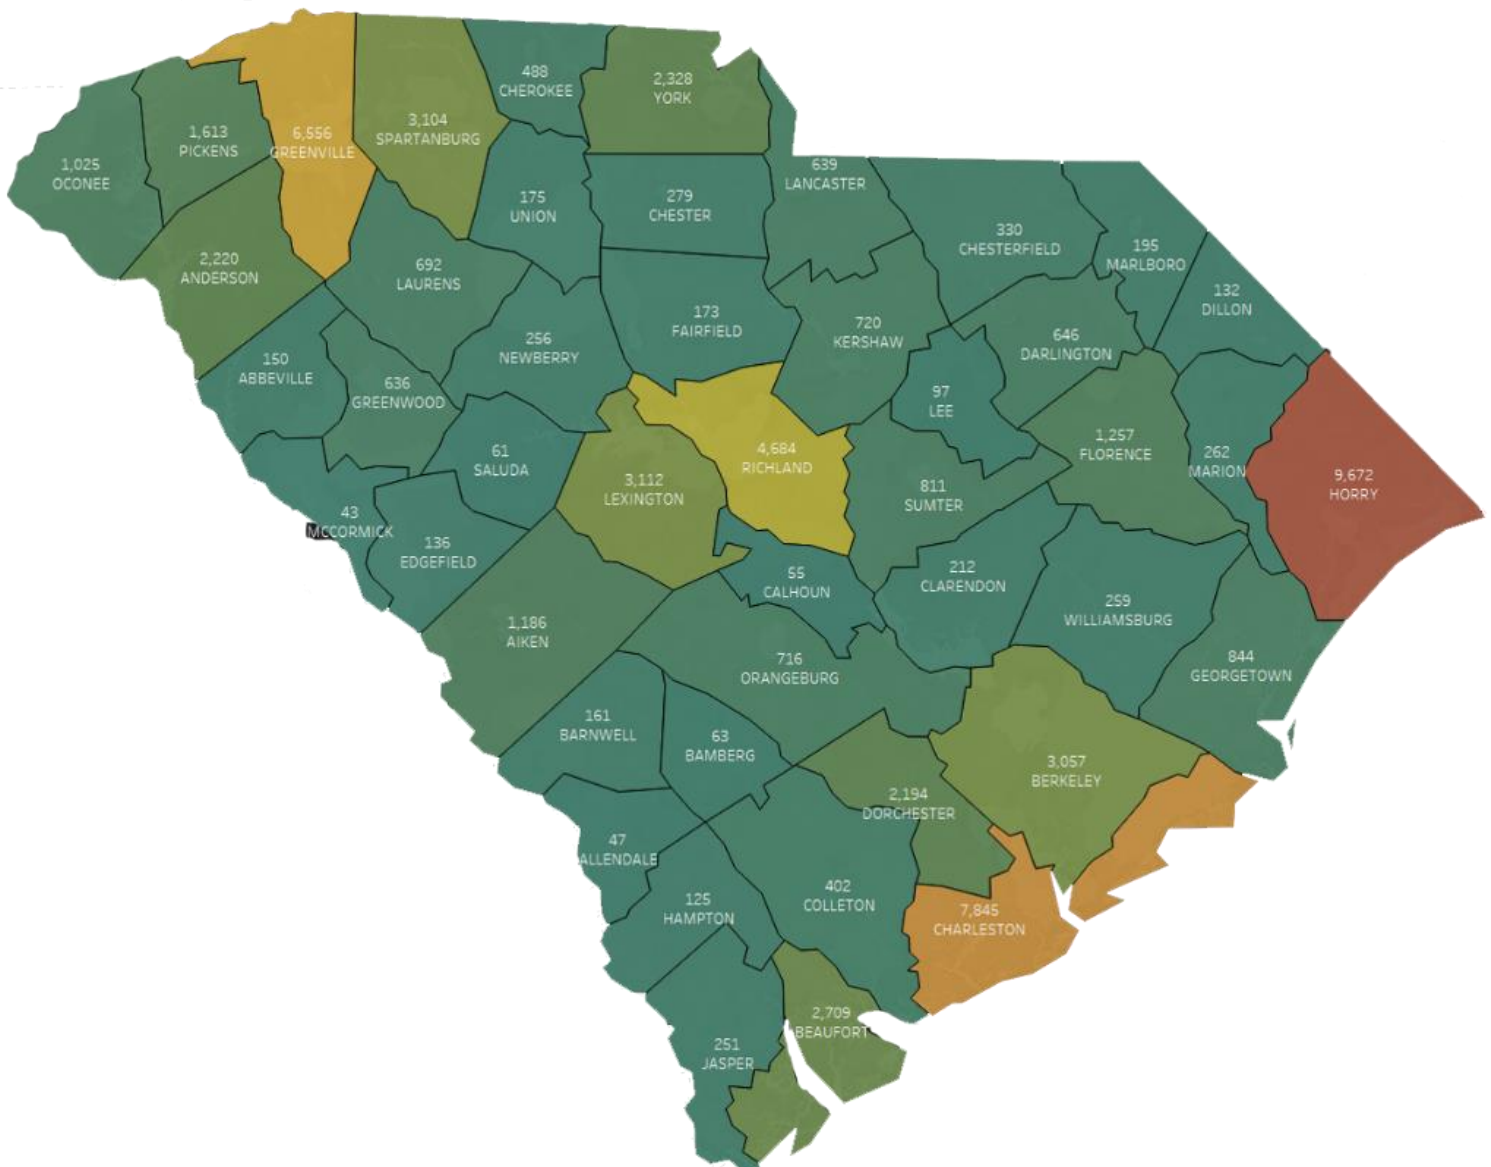 488
CHEROKEE
2,328
YORK
3,104
SPARTANBURG
1,613
PICKENS
6,556
GREENVILLE
1,025
OCONEE
639
LANCASTER
175
UNION
279
CHESTER
330
CHESTERFIELD
195
MARLBORO
2,220
ANDERSON
692
LAURENS
132
DILLON
173
FAIRFIELD
720
KERSHAW
646
DARLINGTON
256
NEWBERRY
150
ABBEVILLE
636
GREENWOOD
97
LEE
1,257
FLORENCE
61
SALUDA
4,684
RICHLAND
262
MARION
9,672
HORRY
3,112
LEXINGTON
811
SUMTER
43
MCCORMICK
136
EDGEFIELD
55
CALHOUN
212
CLARENDON
259
WILLIAMSBURG
1,186
AIKEN
716
ORANGEBURG
844
GEORGETOWN
161
BARNWELL
63
BAMBERG
3,057
BERKELEY
2,194
DORCHESTER
47
ALLENDALE
402
COLLETON
125
HAMPTON
7,845
CHARLESTON
2,709
BEAUFORT
251
JASPER